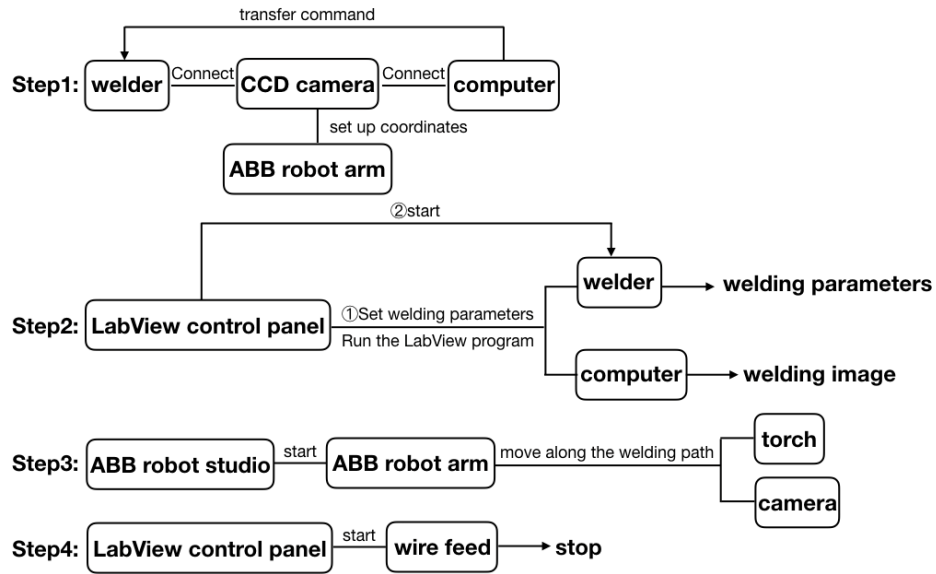 transfer command
Step1: welder Connect CCD camera Connect computer
set up coordinates
ABB robot arm
②start
welder welding parameters
Step2: LabView control panel ①Set welding parameters
Run the LabView program
computer welding image
torch
Step3: ABB robot studio start ABB robot arm move along the welding path
camera
Step4: LabView control panel start wire feed stop